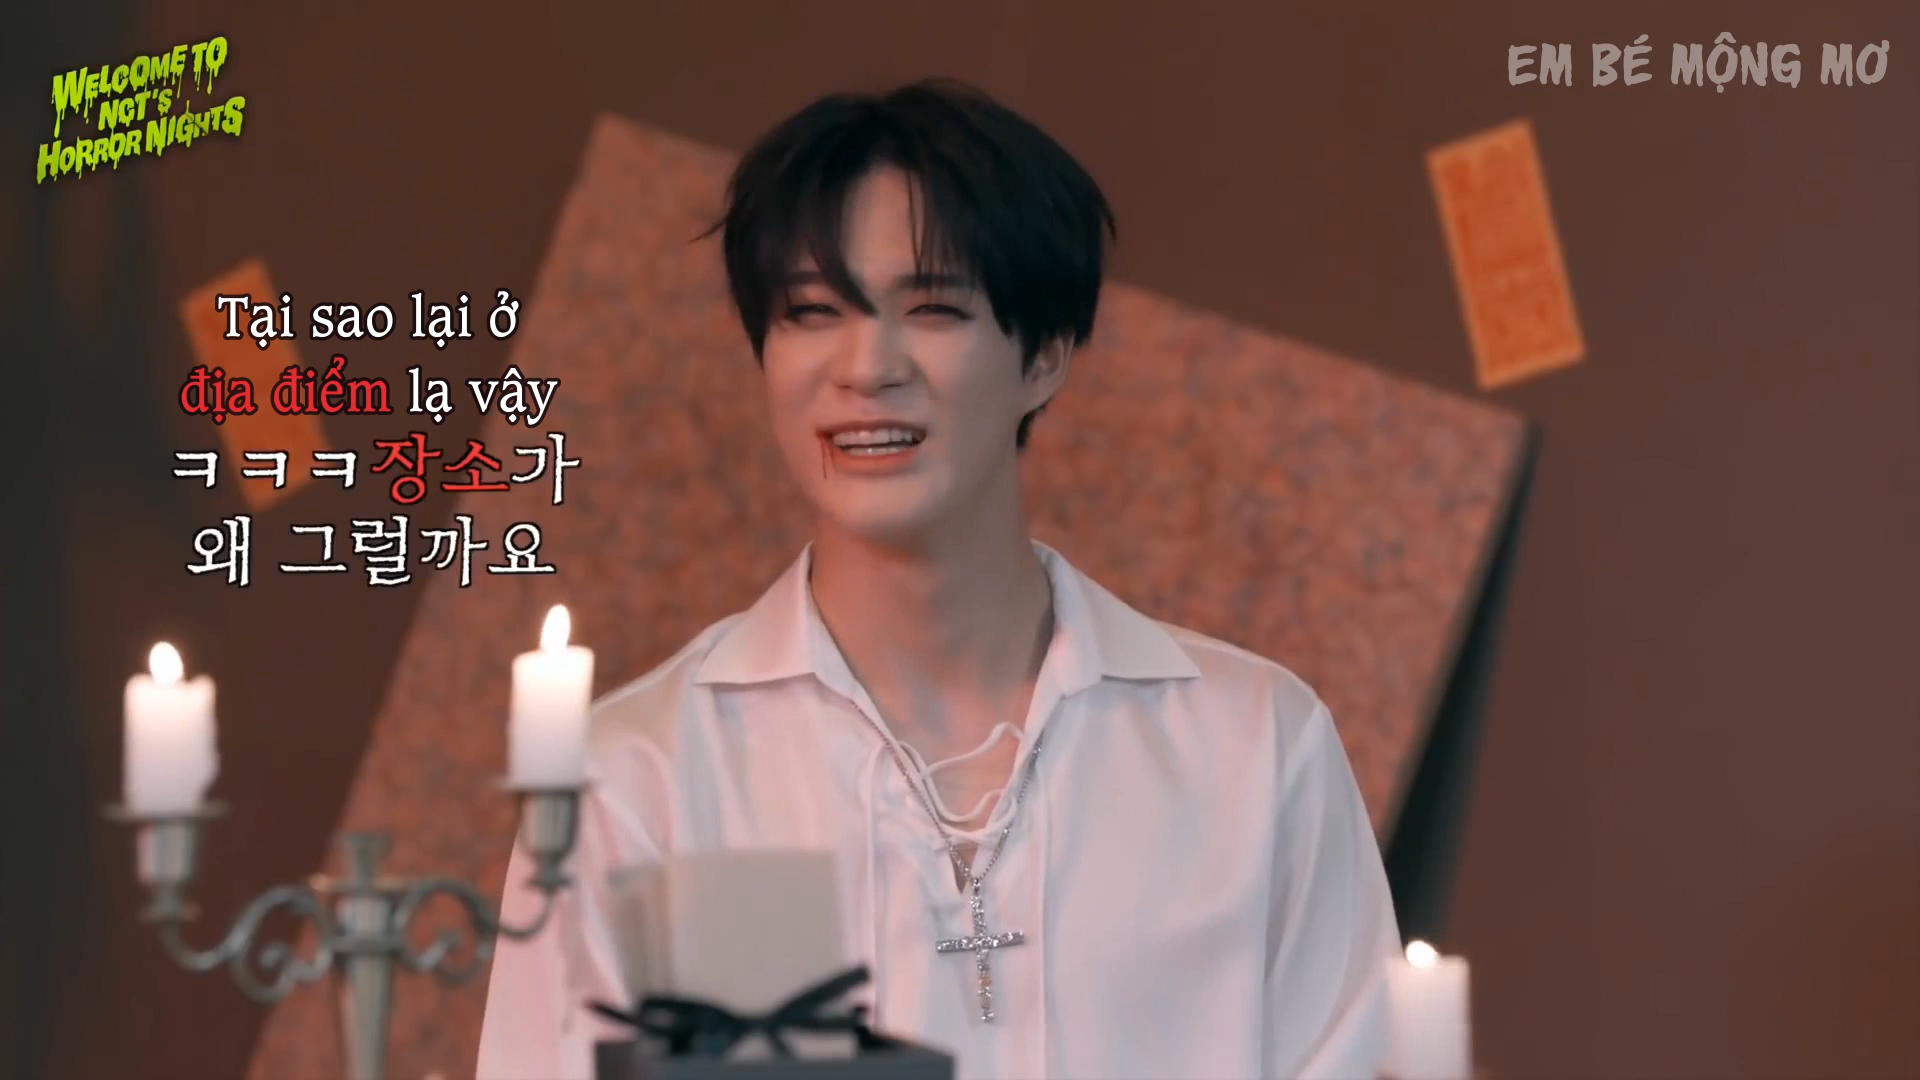 WELCOME TO
NCT'S
HORROR NIGHTS
EM BÉ MỘNG MƠ
Tại sao lại ở
địa điểm lạ vậy
ㅋㅋㅋ장소가
왜 그럴까요